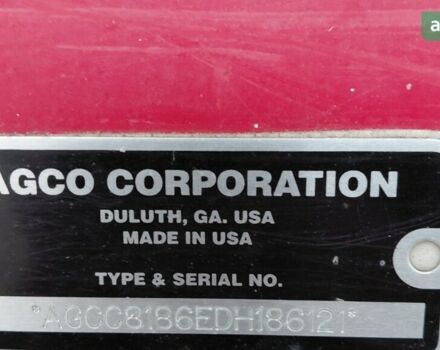 AGCO CORPORATION
DULUTH, GA. USA
MADE IN USA
TYPE & SERIAL NO.
*AGCC8186EDH186121*
a